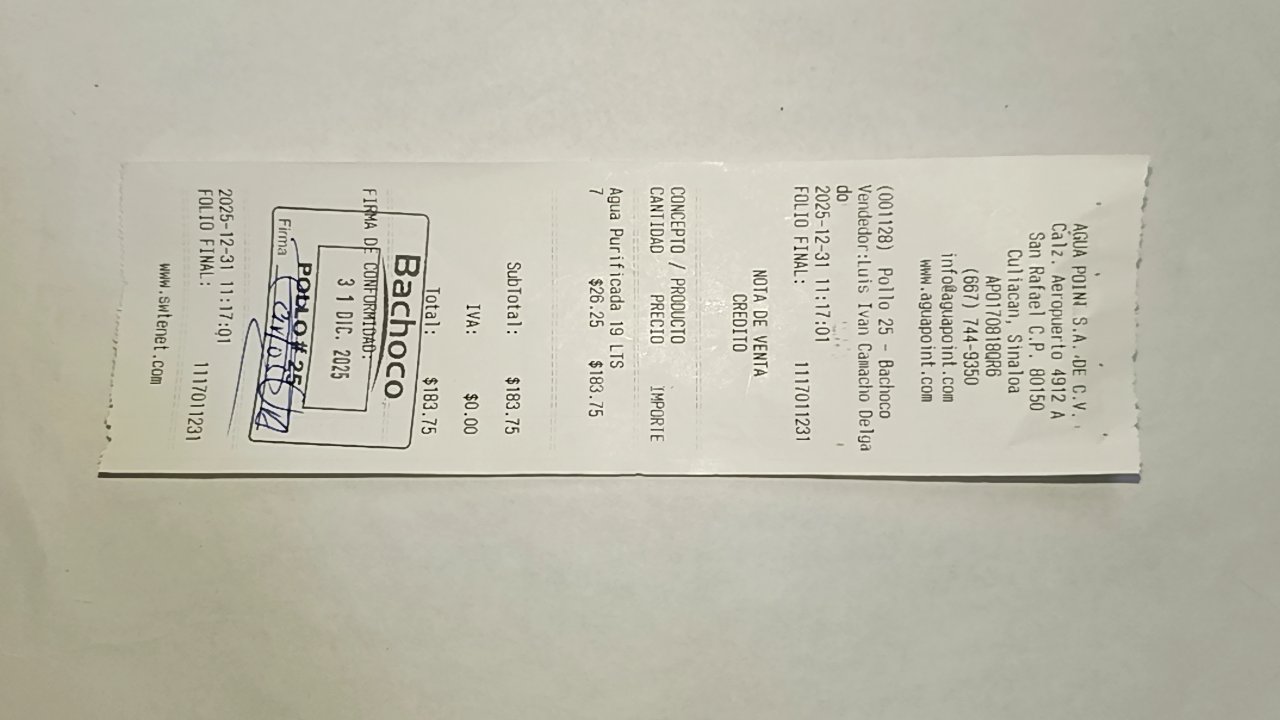 AGUA POINT S.A. DE C.V.
Calz. Aeropuerto 4912 A
San Rafael C.P. 80150
Culiacan, Sinaloa
APO170818QR6
(667) 744-9350
info@aguapoint.com
www.aguapoint.com
(001128) Pollo 25 - Bachoco
Vendedor:Luis Ivan Camacho Delga
do
2025-12-31 11:17:01
FOLIO FINAL: 1117011231
NOTA DE VENTA
CREDITO
CONCEPTO / PRODUCTO
CANTIDAD PRECIO IMPORTE
Agua Purificada 19 LTS
7 $26.25 $183.75
SubTotal: $183.75
IVA: $0.00
Total: $183.75
Bachoco
FIRMA DE CONFORMIDAD:
31 DIC. 2025
POLLO # 25
Firma
2025-12-31 11:17:01
FOLIO FINAL: 1117011231
www.swtenet.com